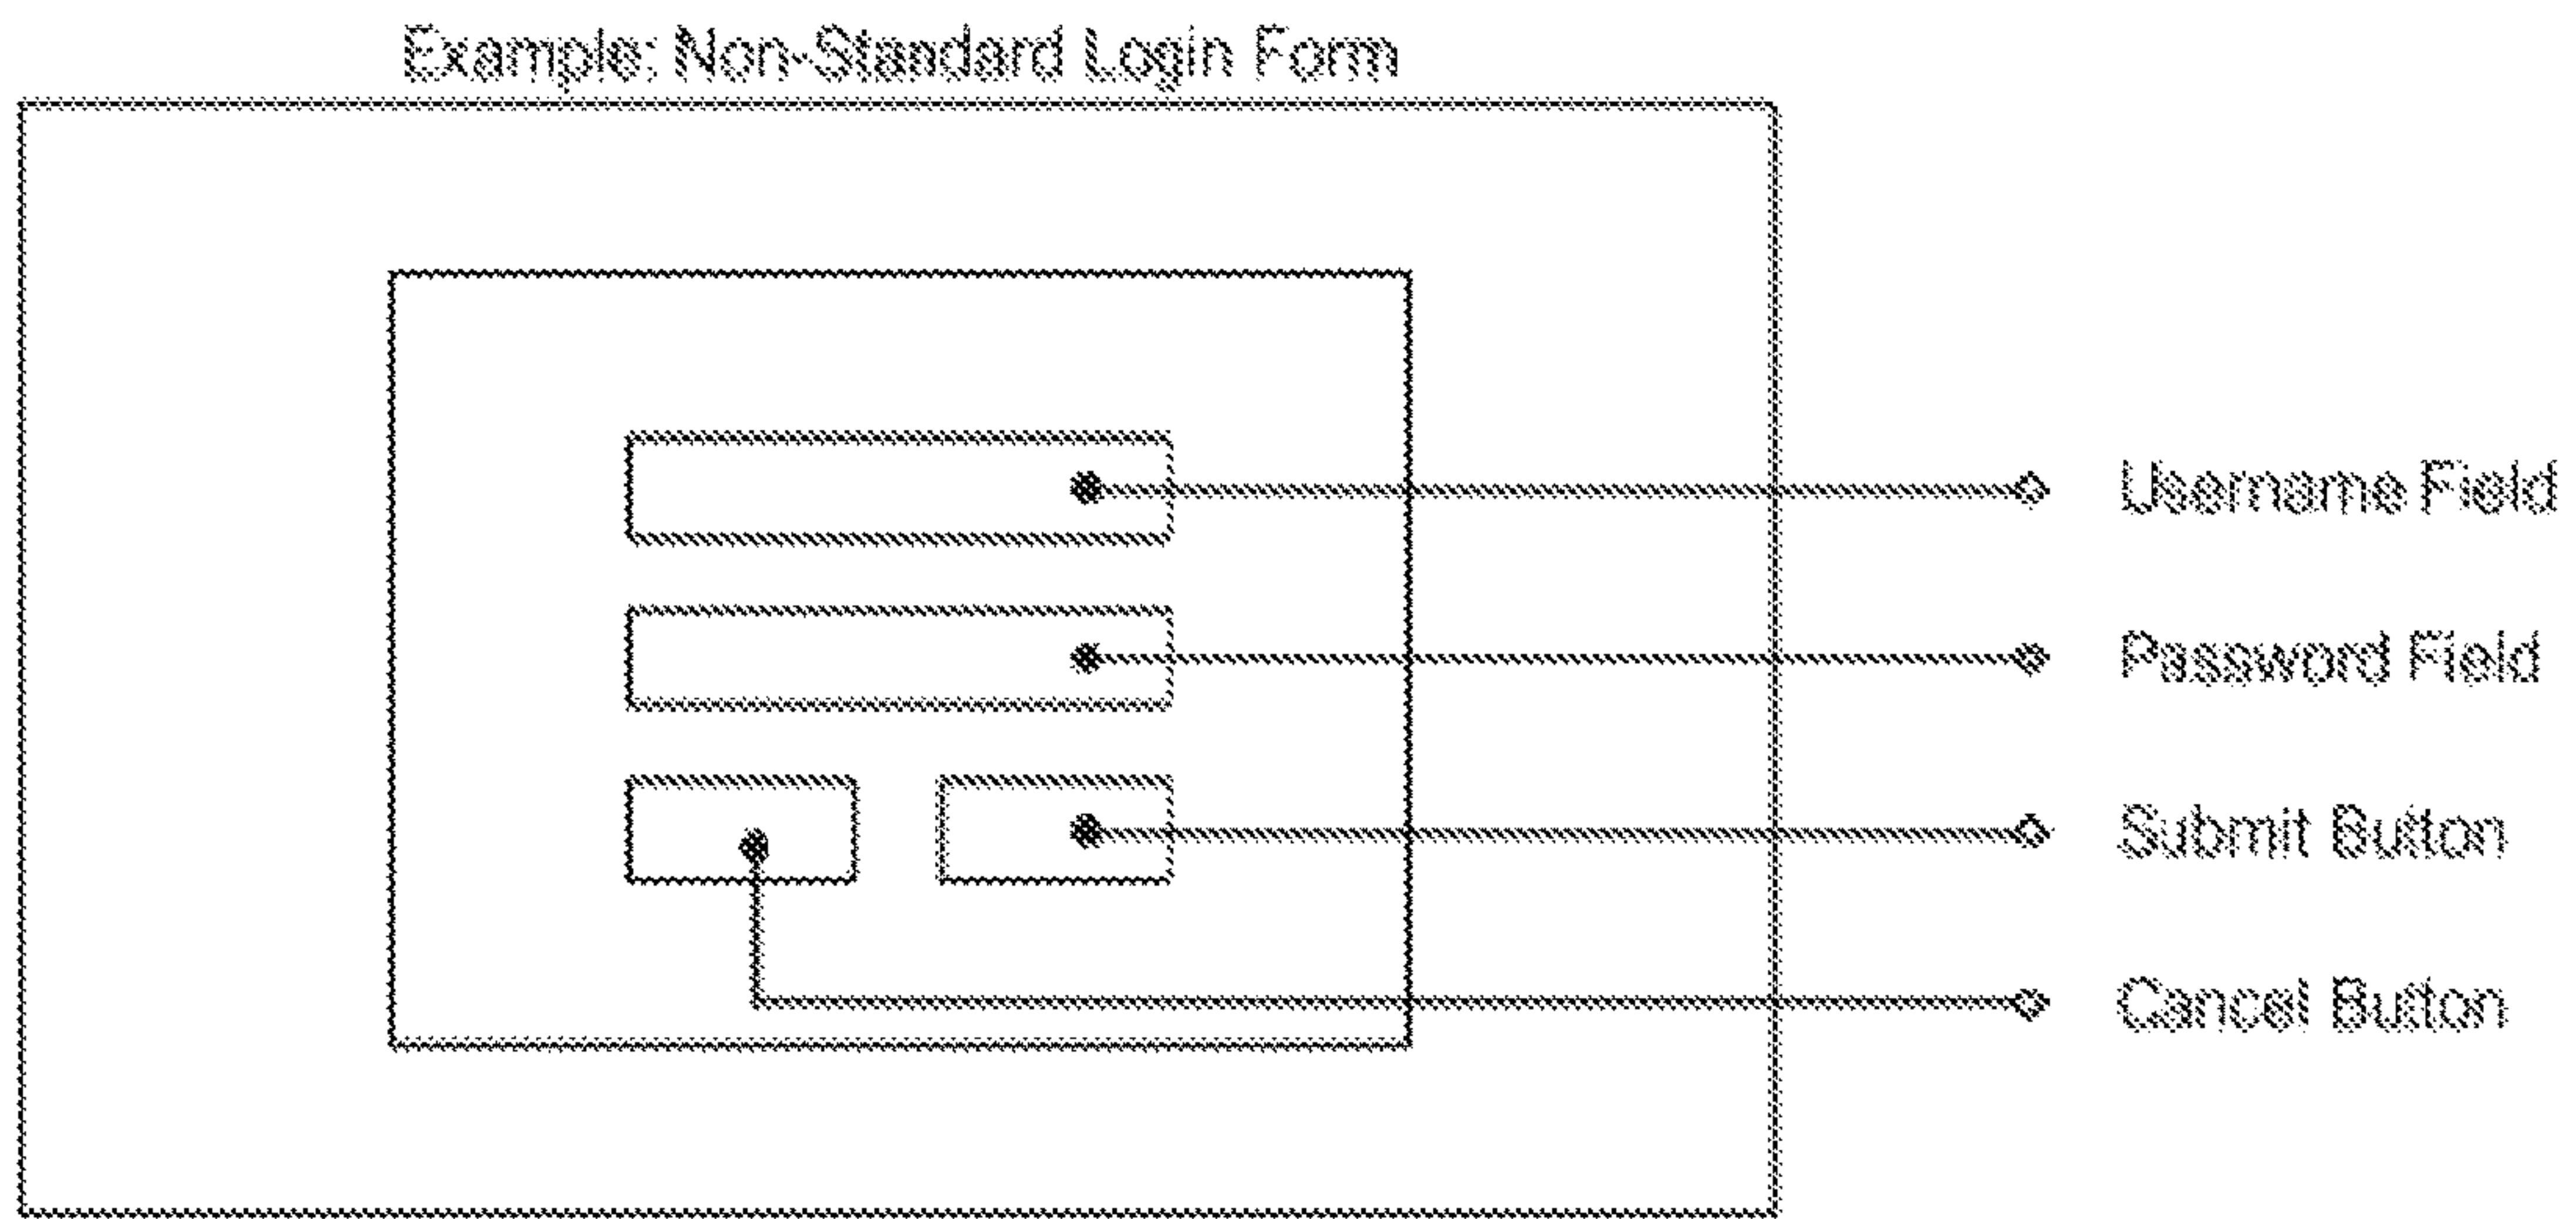 Example: Non-Standard Login Form
Username Field
Password Field
Submit Button
Cancel Button